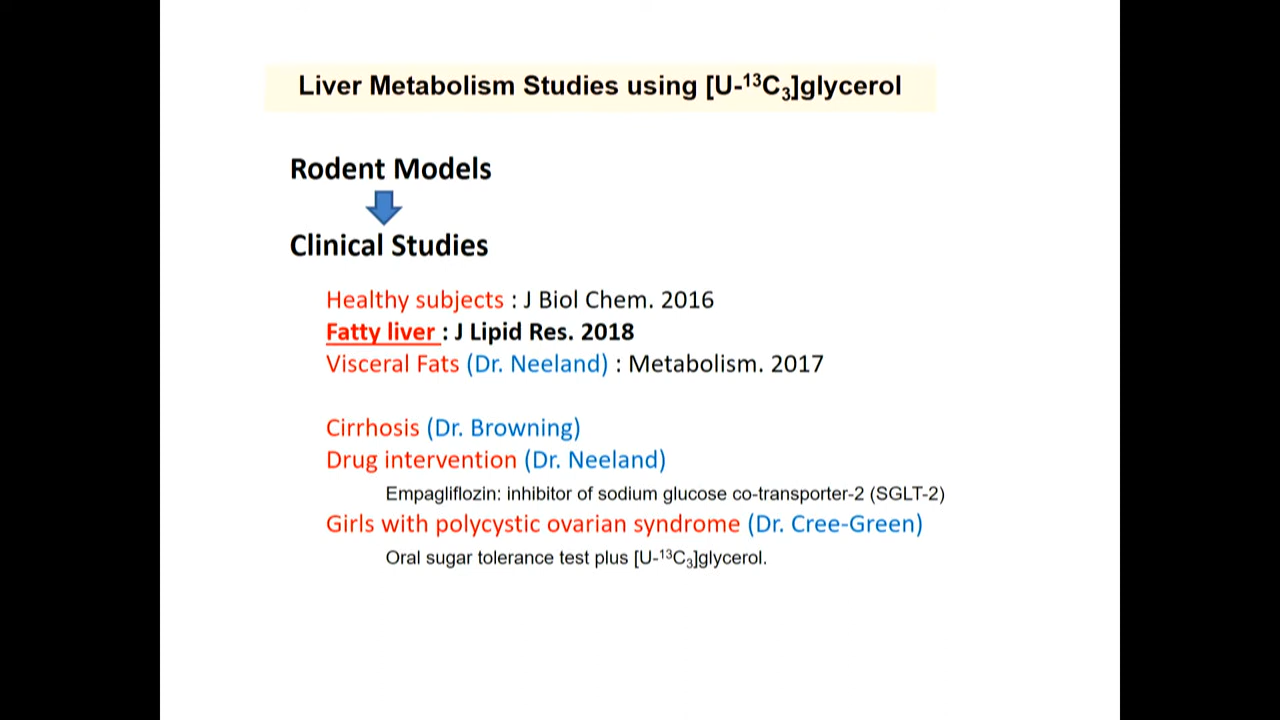 Liver Metabolism Studies using [U-¹³C₃]glycerol
Rodent Models
Clinical Studies
Healthy subjects : J Biol Chem. 2016
Fatty liver : J Lipid Res. 2018
Visceral Fats (Dr. Neeland) : Metabolism. 2017
Cirrhosis (Dr. Browning)
Drug intervention (Dr. Neeland)
Empagliflozin: inhibitor of sodium glucose co-transporter-2 (SGLT-2)
Girls with polycystic ovarian syndrome (Dr. Cree-Green)
Oral sugar tolerance test plus [U-¹³C₃]glycerol.